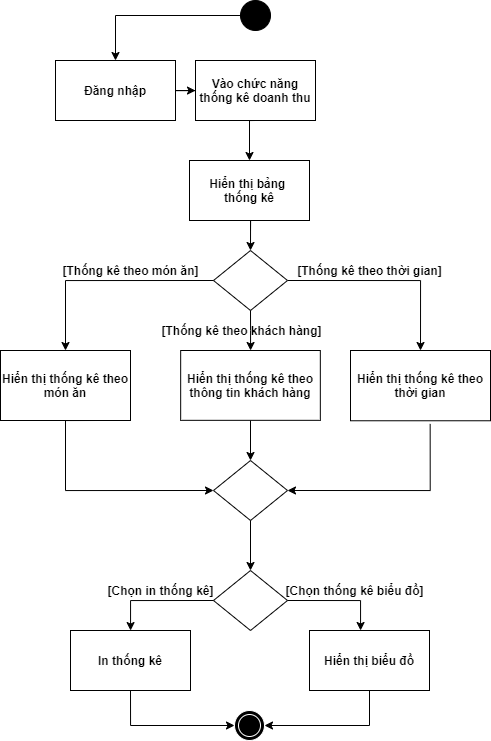 Đăng nhập
Vào chức năng
thống kê doanh thu
Hiển thị bảng
thống kê
[Thống kê theo món ăn]
[Thống kê theo thời gian]
[Thống kê theo khách hàng]
Hiển thị thống kê theo
món ăn
Hiển thị thống kê theo
thông tin khách hàng
Hiển thị thống kê theo
thời gian
[Chọn in thống kê]
[Chọn thống kê biểu đồ]
In thống kê
Hiển thị biểu đồ